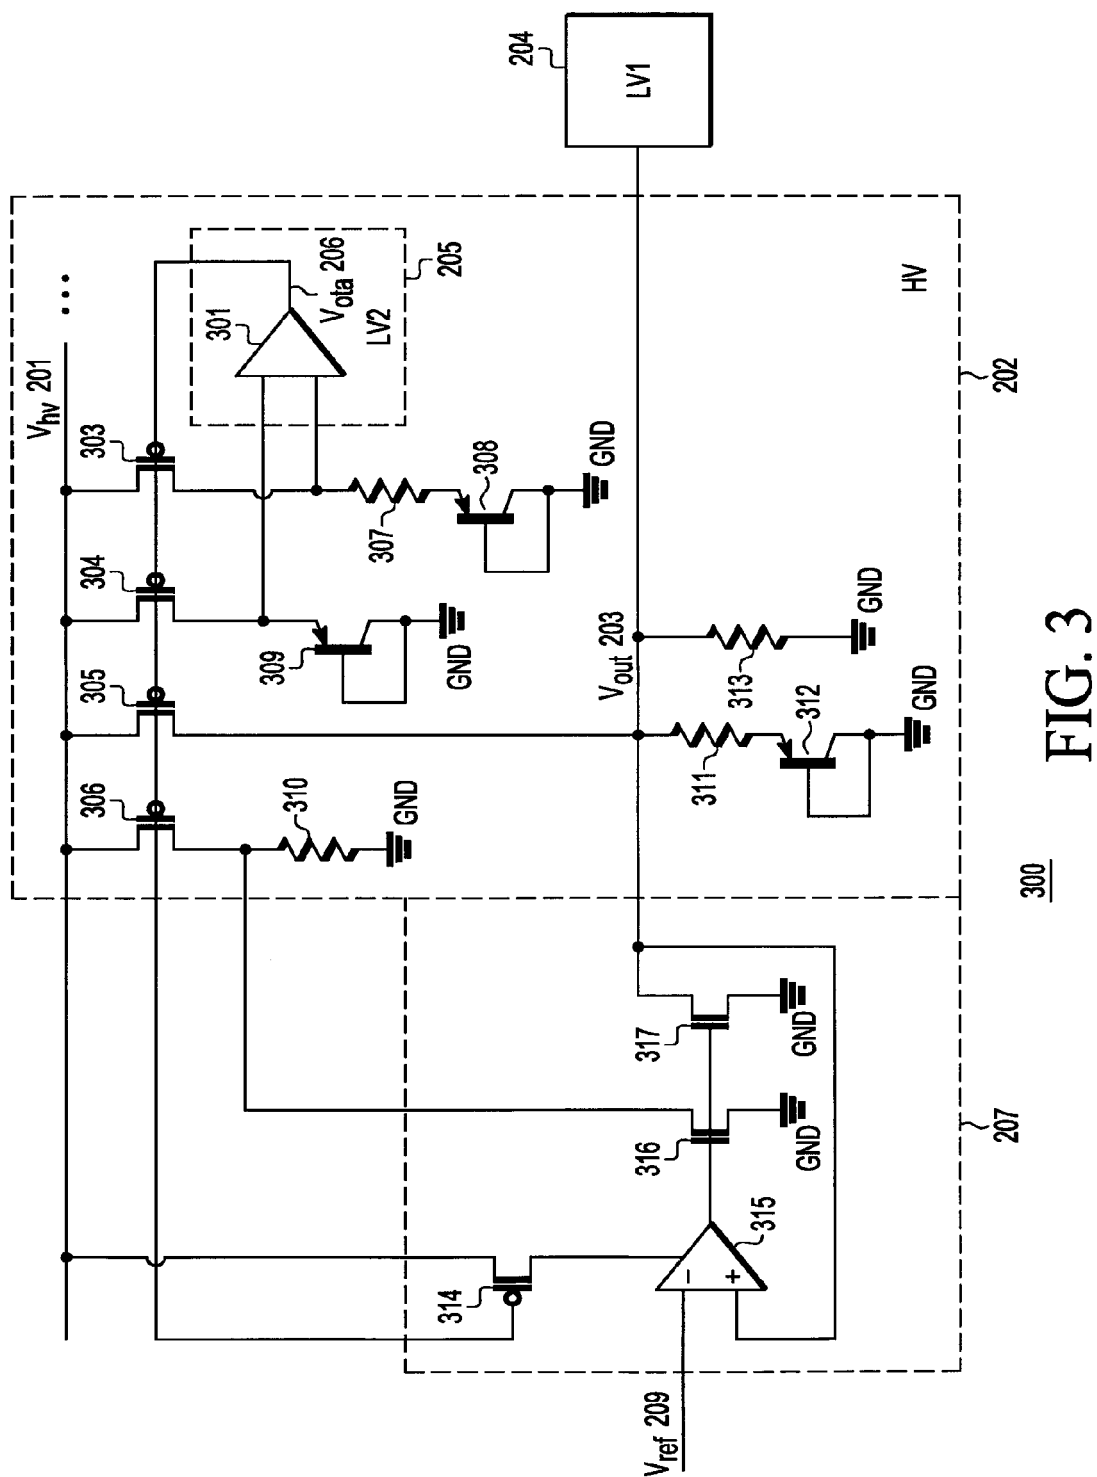 V_hv 201
...
306
305
304
303
301
V_ota 206
LV2
205
309
GND
307
308
GND
310
GND
V_out 203
204
LV1
311
312
GND
313
GND
HV
202
314
V_ref 209
−
+
315
316
GND
317
GND
207
300
FIG. 3